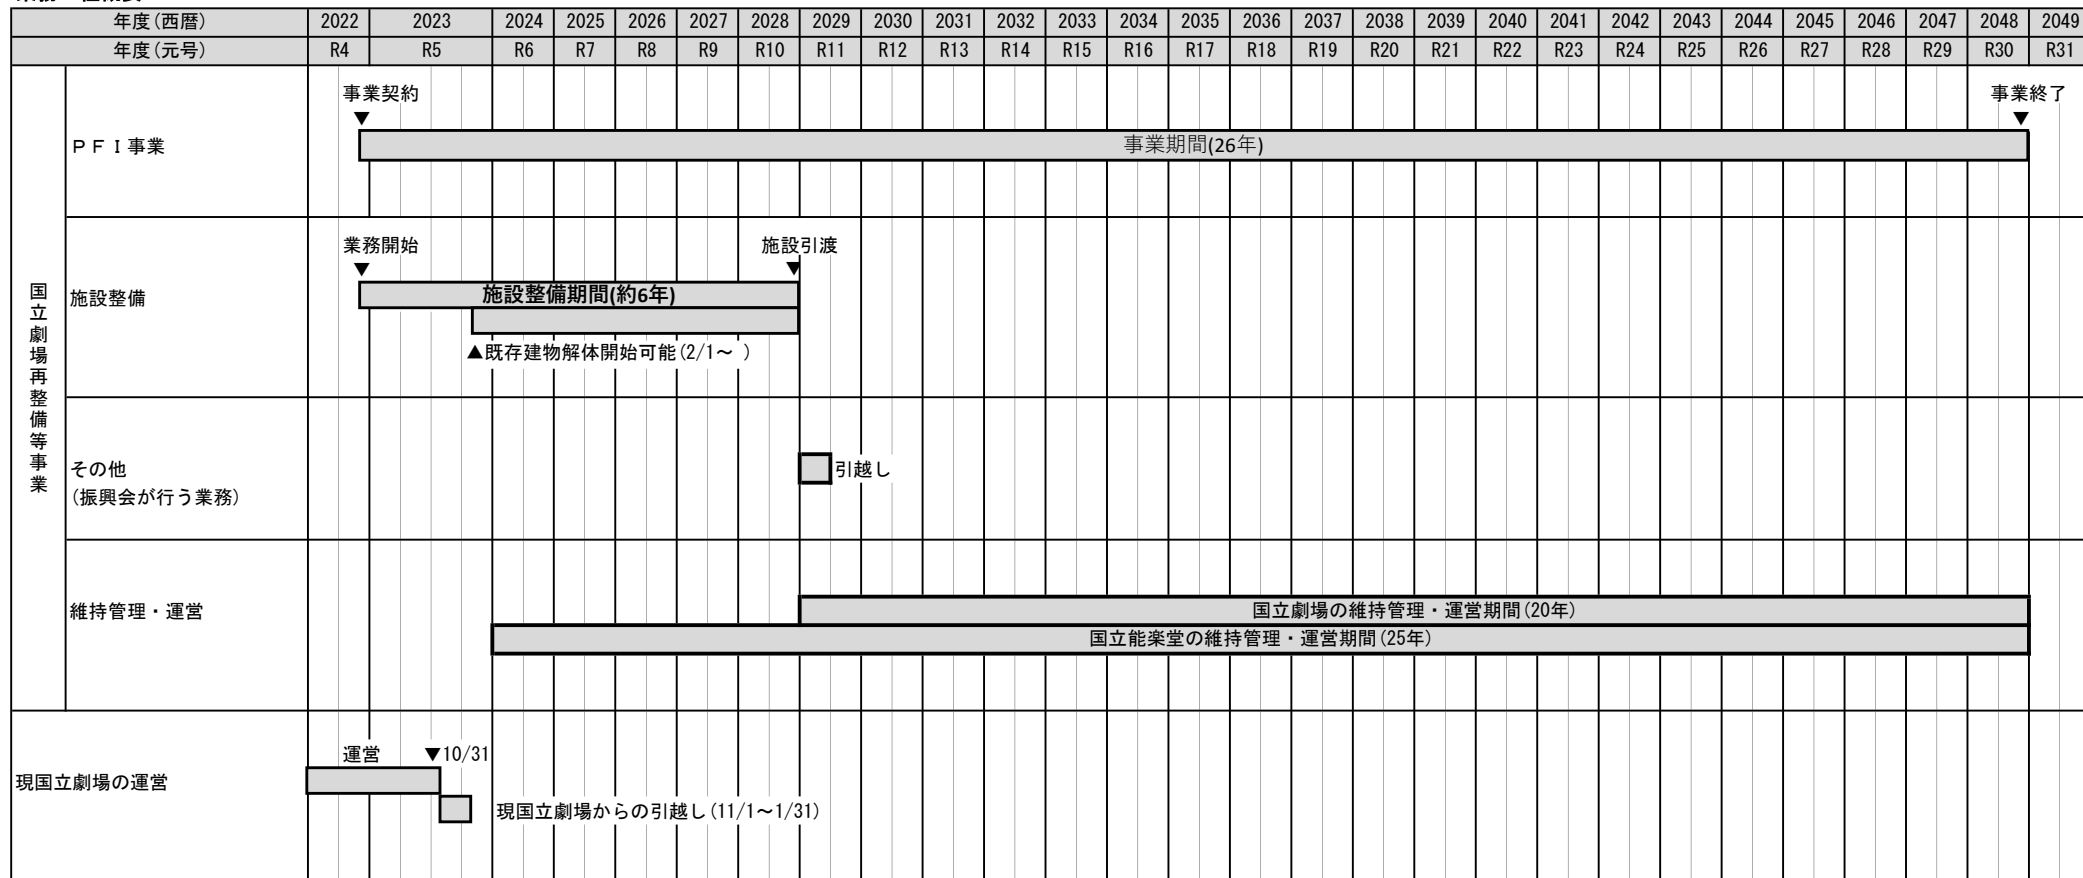 年度(西暦) 2022 2023 2024 2025 2026 2027 2028 2029 2030 2031 2032 2033 2034 2035 2036 2037 2038 2039 2040 2041 2042 2043 2044 2045 2046 2047 2048 2049
年度(元号) R4 R5 R6 R7 R8 R9 R10 R11 R12 R13 R14 R15 R16 R17 R18 R19 R20 R21 R22 R23 R24 R25 R26 R27 R28 R29 R30 R31
国立劇場再整備等事業
事業契約 事業終了
▼ ▼
ＰＦＩ事業 事業期間(26年)
業務開始 施設引渡
▼ ▼
施設整備 施設整備期間(約6年)
▲既存建物解体開始可能(2/1～ )
その他 引越し
(振興会が行う業務)
維持管理・運営 国立劇場の維持管理・運営期間(20年)
国立能楽堂の維持管理・運営期間(25年)
運営 ▼10/31
現国立劇場の運営
現国立劇場からの引越し(11/1～1/31)